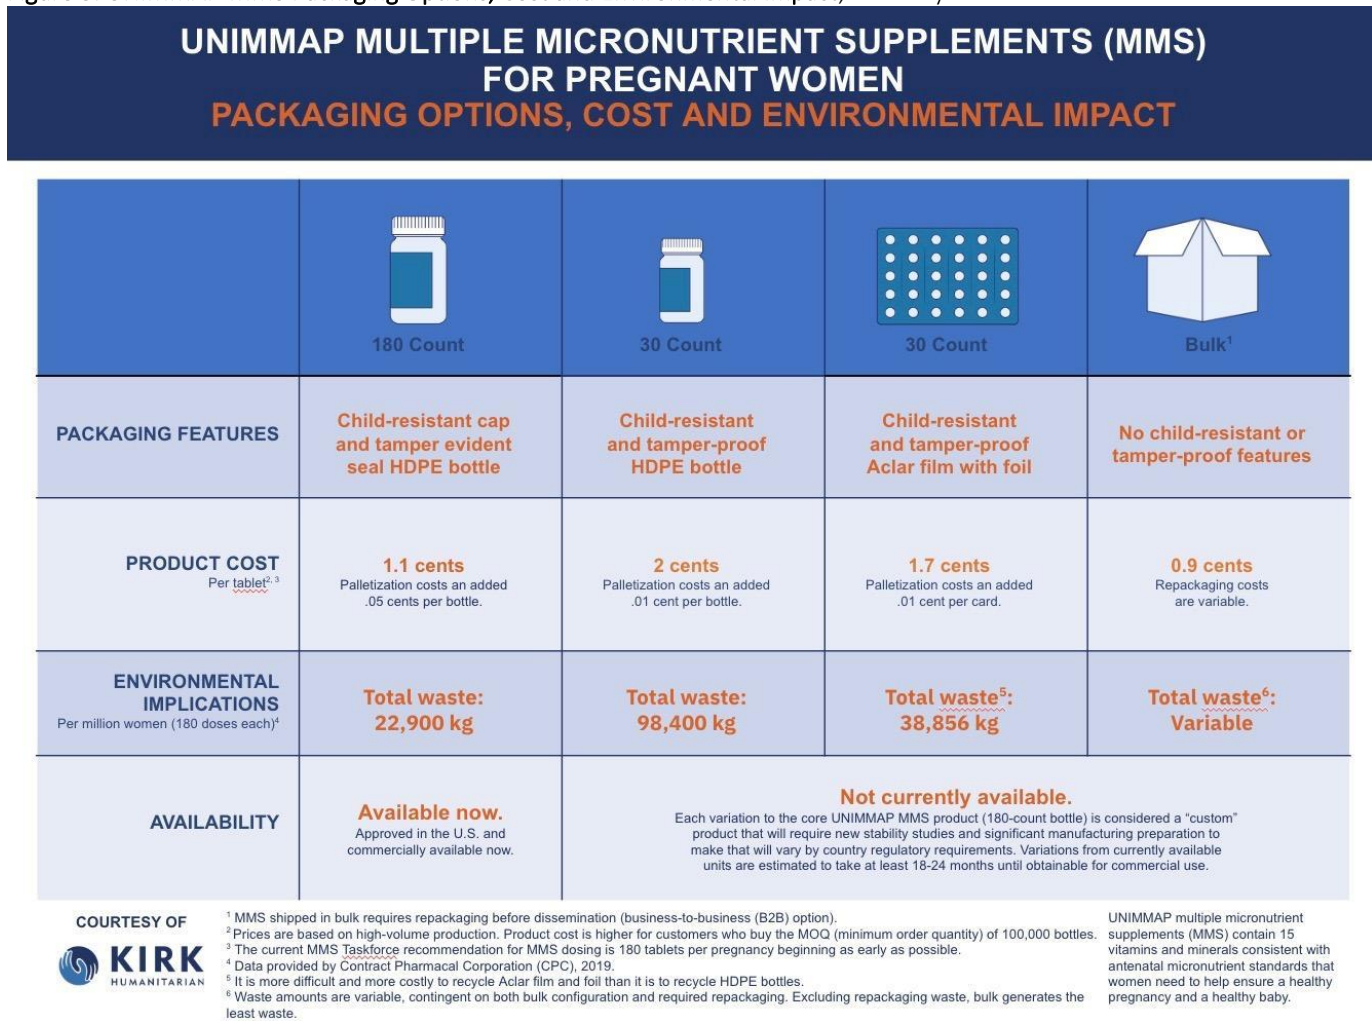 UNIMMAP MULTIPLE MICRONUTRIENT SUPPLEMENTS (MMS)
FOR PREGNANT WOMEN
PACKAGING OPTIONS, COST AND ENVIRONMENTAL IMPACT
180 Count
30 Count
30 Count
Bulk¹
PACKAGING FEATURES
Child-resistant cap
and tamper evident
seal HDPE bottle
Child-resistant
and tamper-proof
HDPE bottle
Child-resistant
and tamper-proof
Aclar film with foil
No child-resistant or
tamper-proof features
PRODUCT COST
Per tablet²,³
1.1 cents
Palletization costs an added
.05 cents per bottle.
2 cents
Palletization costs an added
.01 cent per bottle.
1.7 cents
Palletization costs an added
.01 cent per card.
0.9 cents
Repackaging costs
are variable.
ENVIRONMENTAL
IMPLICATIONS
Per million women (180 doses each)⁴
Total waste:
22,900 kg
Total waste:
98,400 kg
Total waste⁵:
38,856 kg
Total waste⁶:
Variable
AVAILABILITY
Available now.
Approved in the U.S. and
commercially available now.
Not currently available.
Each variation to the core UNIMMAP MMS product (180-count bottle) is considered a “custom”
product that will require new stability studies and significant manufacturing preparation to
make that will vary by country regulatory requirements. Variations from currently available
units are estimated to take at least 18-24 months until obtainable for commercial use.
COURTESY OF
KIRK
HUMANITARIAN
¹ MMS shipped in bulk requires repackaging before dissemination (business-to-business (B2B) option).
² Prices are based on high-volume production. Product cost is higher for customers who buy the MOQ (minimum order quantity) of 100,000 bottles.
³ The current MMS Taskforce recommendation for MMS dosing is 180 tablets per pregnancy beginning as early as possible.
⁴ Data provided by Contract Pharmacal Corporation (CPC), 2019.
⁵ It is more difficult and more costly to recycle Aclar film and foil than it is to recycle HDPE bottles.
⁶ Waste amounts are variable, contingent on both bulk configuration and required repackaging. Excluding repackaging waste, bulk generates the
least waste.
UNIMMAP multiple micronutrient
supplements (MMS) contain 15
vitamins and minerals consistent with
antenatal micronutrient standards that
women need to help ensure a healthy
pregnancy and a healthy baby.